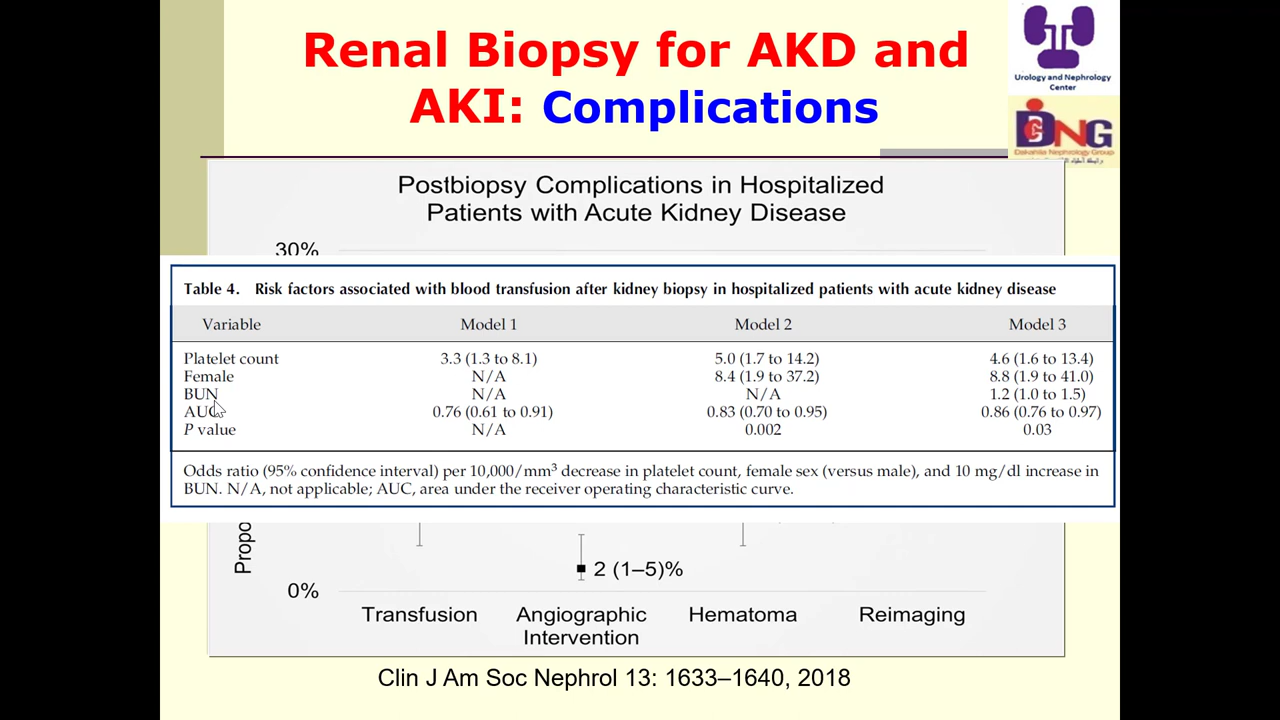 Renal Biopsy for AKD and
AKI: Complications
Urology and Nephrology
Center
DNG
Dakahlia Nephrology Group
Postbiopsy Complications in Hospitalized
Patients with Acute Kidney Disease
30%
Table 4. Risk factors associated with blood transfusion after kidney biopsy in hospitalized patients with acute kidney disease
Variable Model 1 Model 2 Model 3
Platelet count 3.3 (1.3 to 8.1) 5.0 (1.7 to 14.2) 4.6 (1.6 to 13.4)
Female N/A 8.4 (1.9 to 37.2) 8.8 (1.9 to 41.0)
BUN N/A N/A 1.2 (1.0 to 1.5)
AUC 0.76 (0.61 to 0.91) 0.83 (0.70 to 0.95) 0.86 (0.76 to 0.97)
P value N/A 0.002 0.03
Odds ratio (95% confidence interval) per 10,000/mm³ decrease in platelet count, female sex (versus male), and 10 mg/dl increase in
BUN. N/A, not applicable; AUC, area under the receiver operating characteristic curve.
Propo
2 (1–5)%
0%
Transfusion Angiographic Hematoma Reimaging
Intervention
Clin J Am Soc Nephrol 13: 1633–1640, 2018